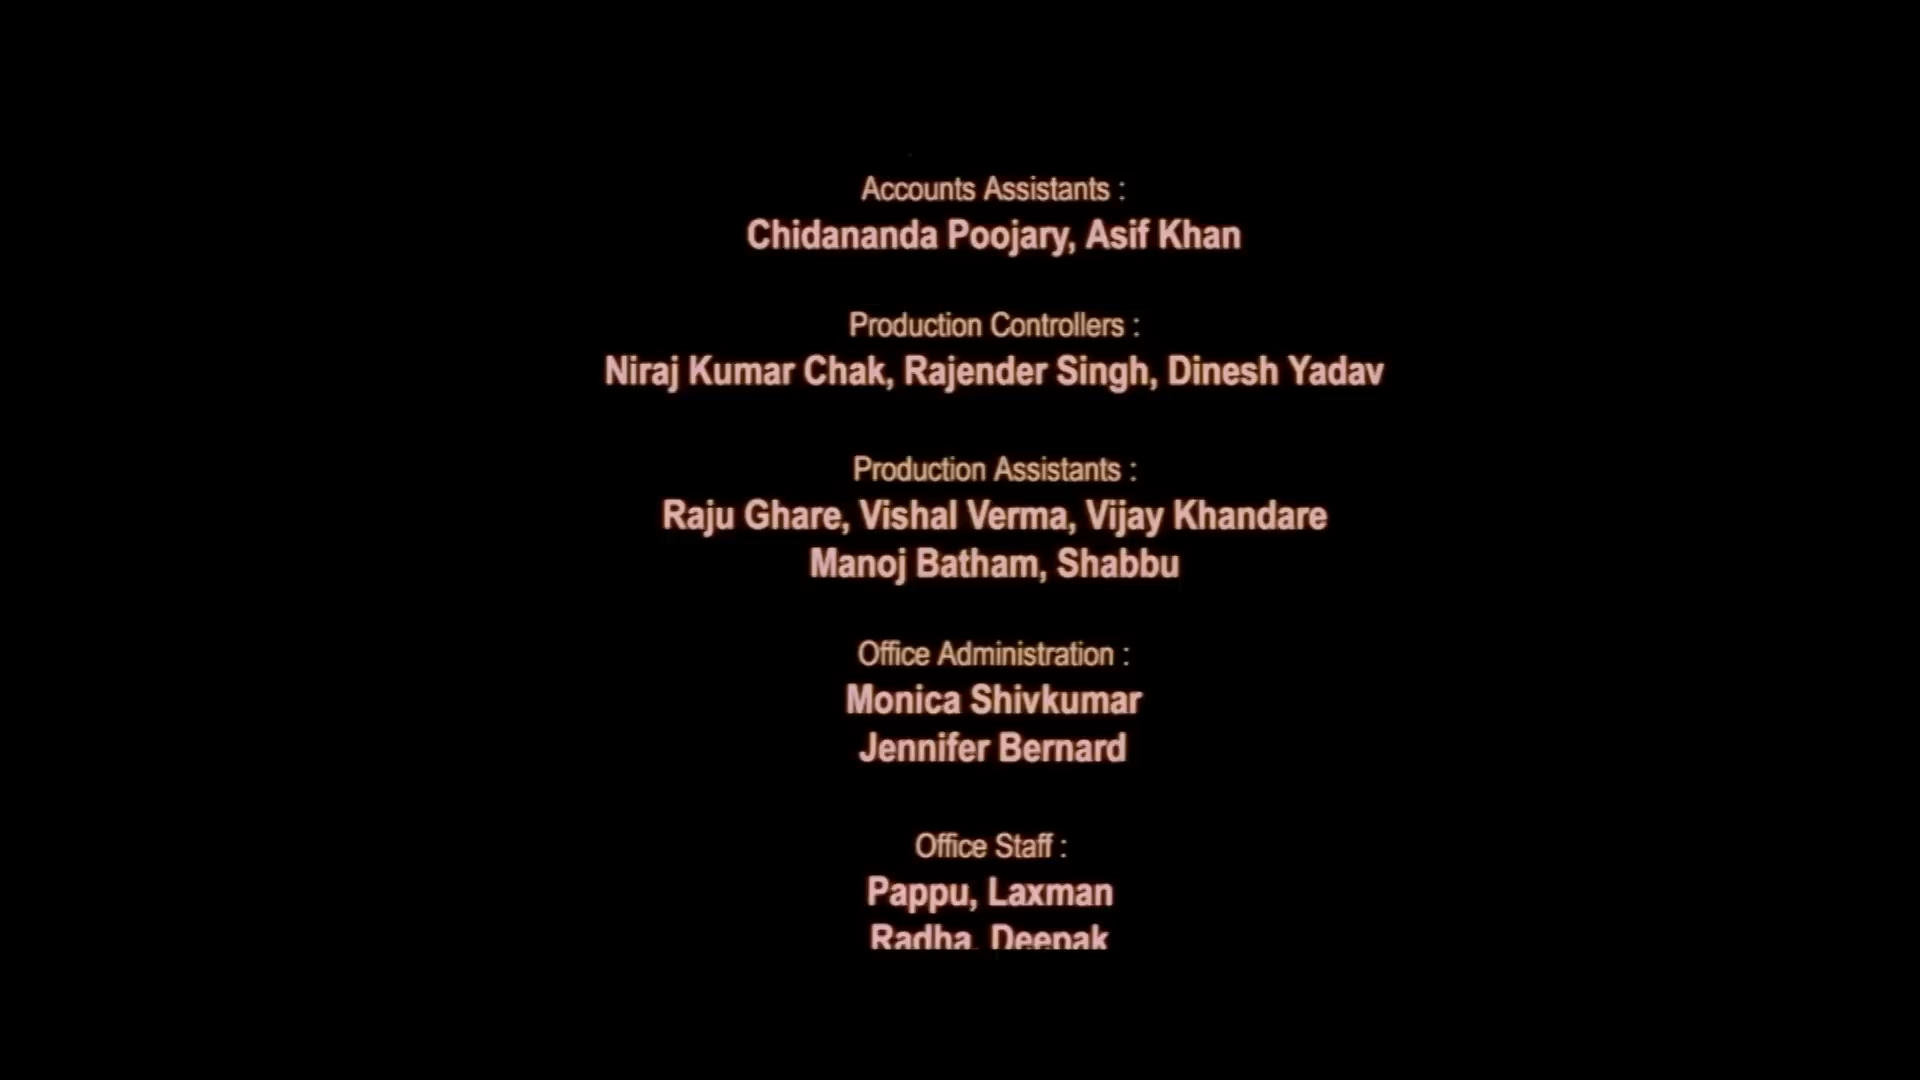 Accounts Assistants :
Chidananda Poojary, Asif Khan
Production Controllers :
Niraj Kumar Chak, Rajender Singh, Dinesh Yadav
Production Assistants :
Raju Ghare, Vishal Verma, Vijay Khandare
Manoj Batham, Shabbu
Office Administration :
Monica Shivkumar
Jennifer Bernard
Office Staff :
Pappu, Laxman
Radha, Deepak